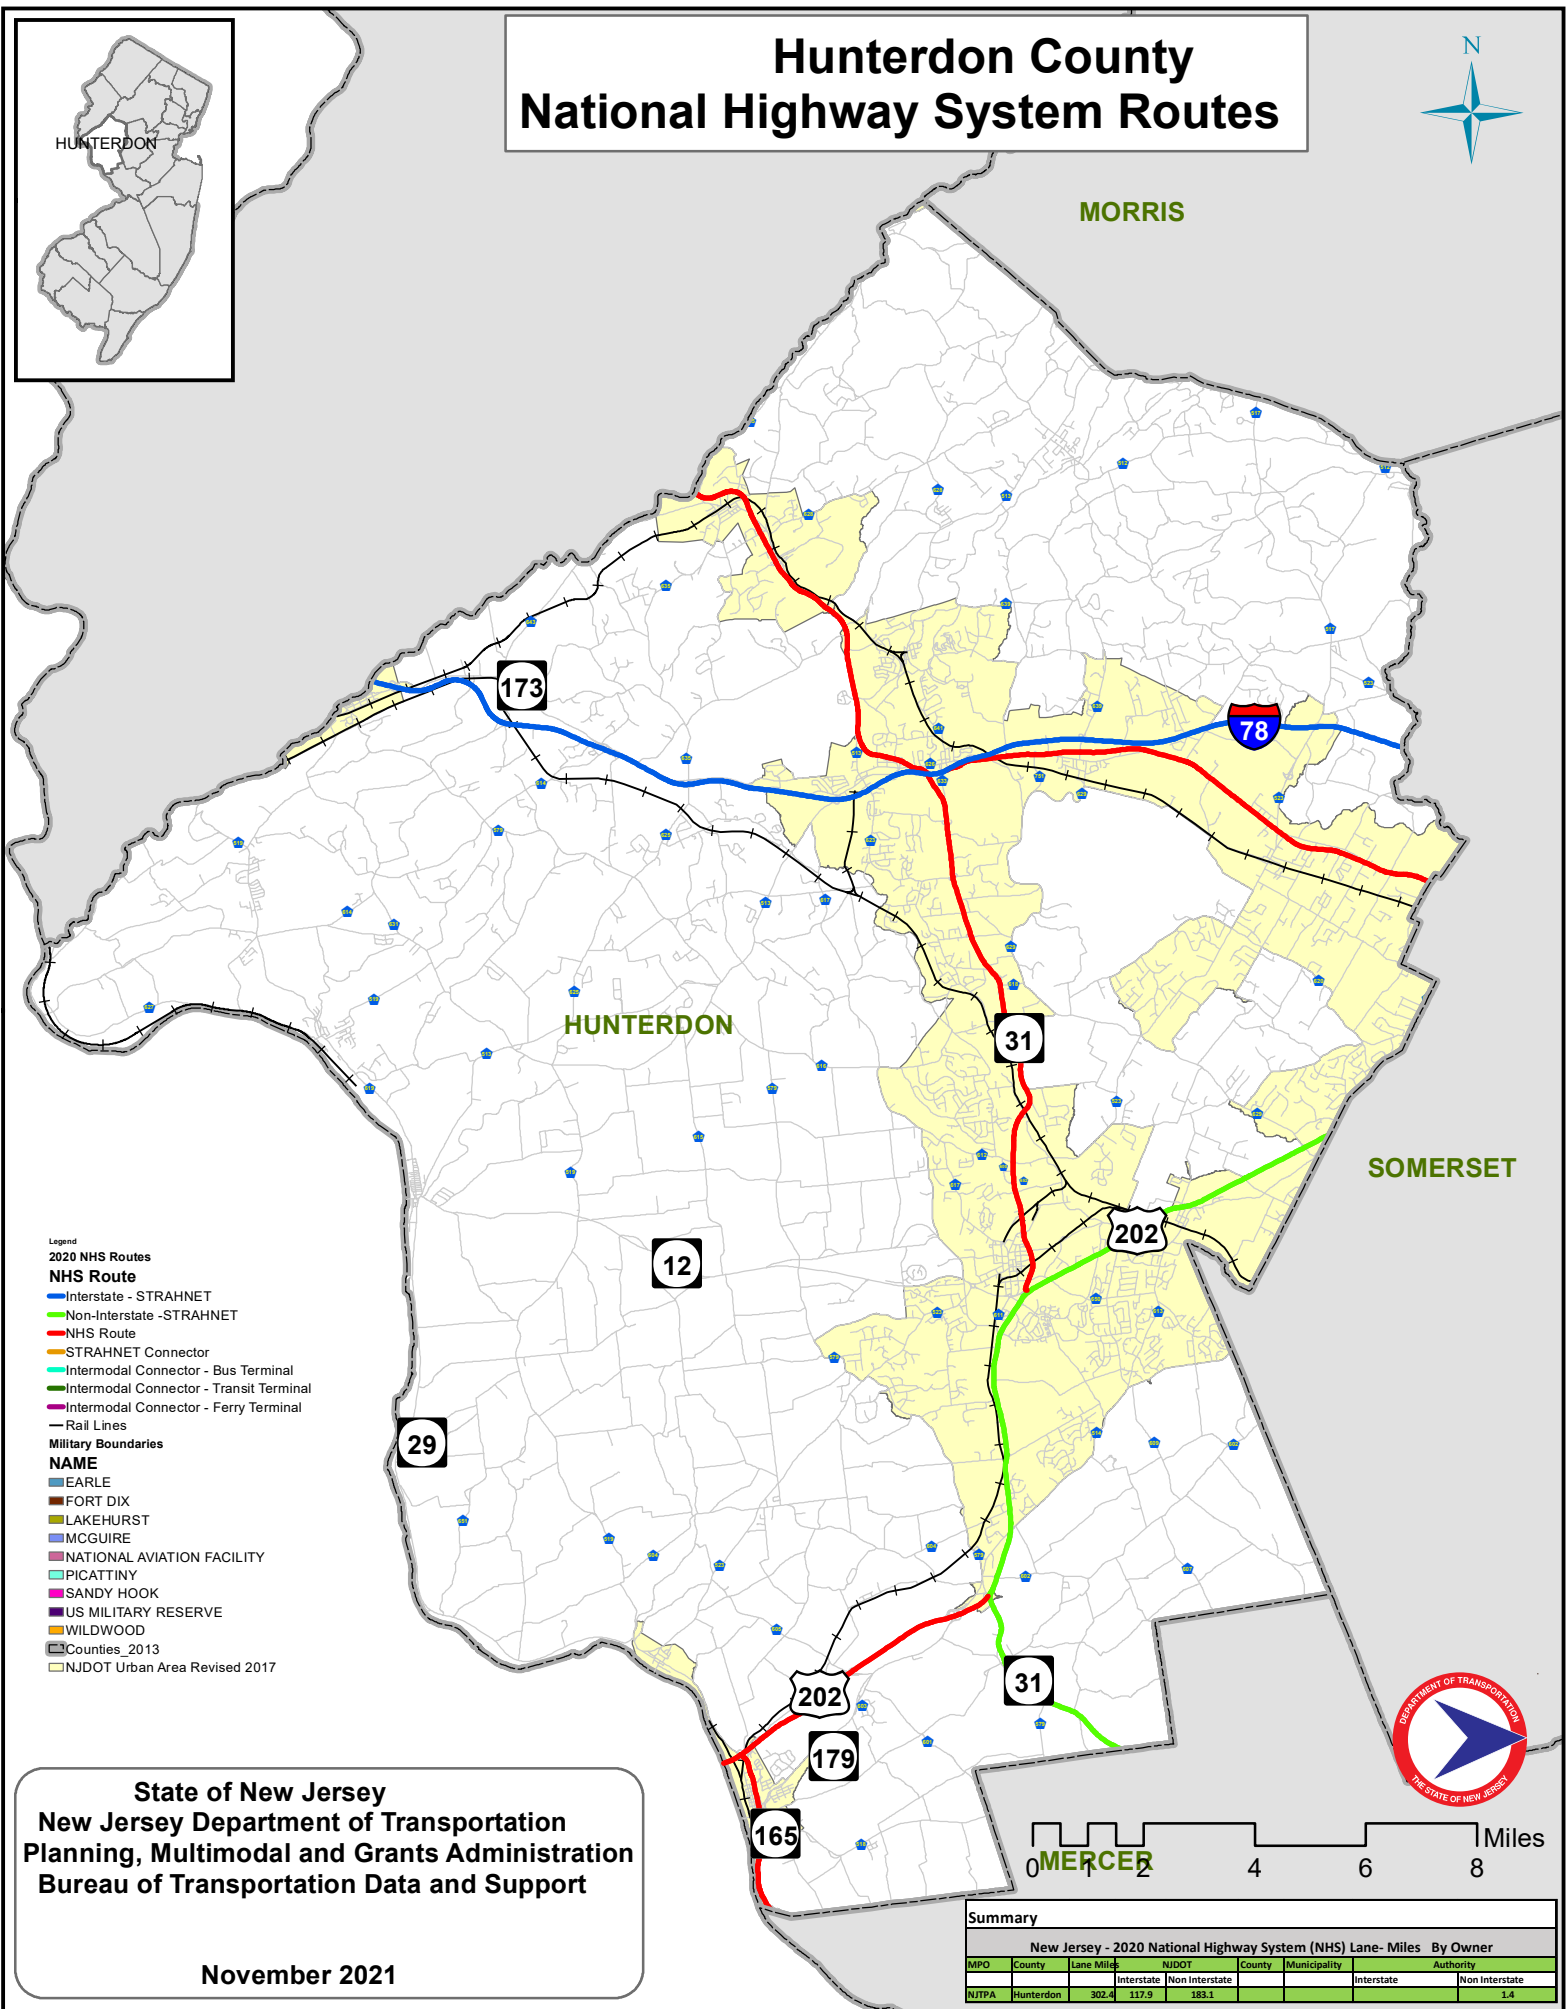 Hunterdon County
National Highway System Routes
N
HUNTERDON
MORRIS
173
78
HUNTERDON
31
SOMERSET
202
12
29
Legend
2020 NHS Routes
NHS Route
Interstate - STRAHNET
Non-Interstate -STRAHNET
NHS Route
STRAHNET Connector
Intermodal Connector - Bus Terminal
Intermodal Connector - Transit Terminal
Intermodal Connector - Ferry Terminal
Rail Lines
Military Boundaries
NAME
EARLE
FORT DIX
LAKEHURST
MCGUIRE
NATIONAL AVIATION FACILITY
PICATTINY
SANDY HOOK
US MILITARY RESERVE
WILDWOOD
Counties_2013
NJDOT Urban Area Revised 2017
31
202
179
165
DEPARTMENT OF TRANSPORTATION
THE STATE OF NEW JERSEY
State of New Jersey
New Jersey Department of Transportation
Planning, Multimodal and Grants Administration
Bureau of Transportation Data and Support
November 2021
Miles
0 1 2 4 6 8
MERCER
Summary
New Jersey - 2020 National Highway System (NHS) Lane- Miles By Owner
MPO County Lane Miles NJDOT County Municipality Authority
Interstate Non Interstate Interstate Non Interstate
NJTPA Hunterdon 302.4 117.9 183.1 1.4